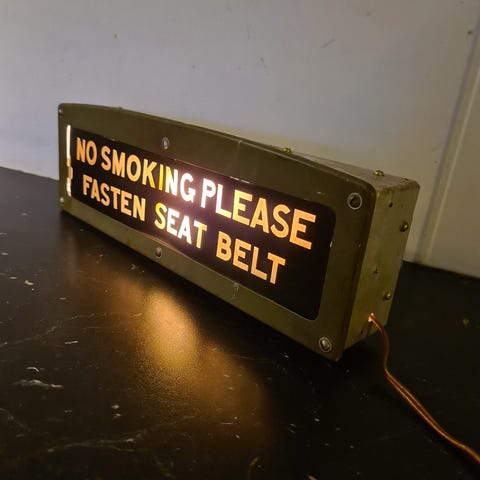 NO SMOKING PLEASE
FASTEN SEAT BELT